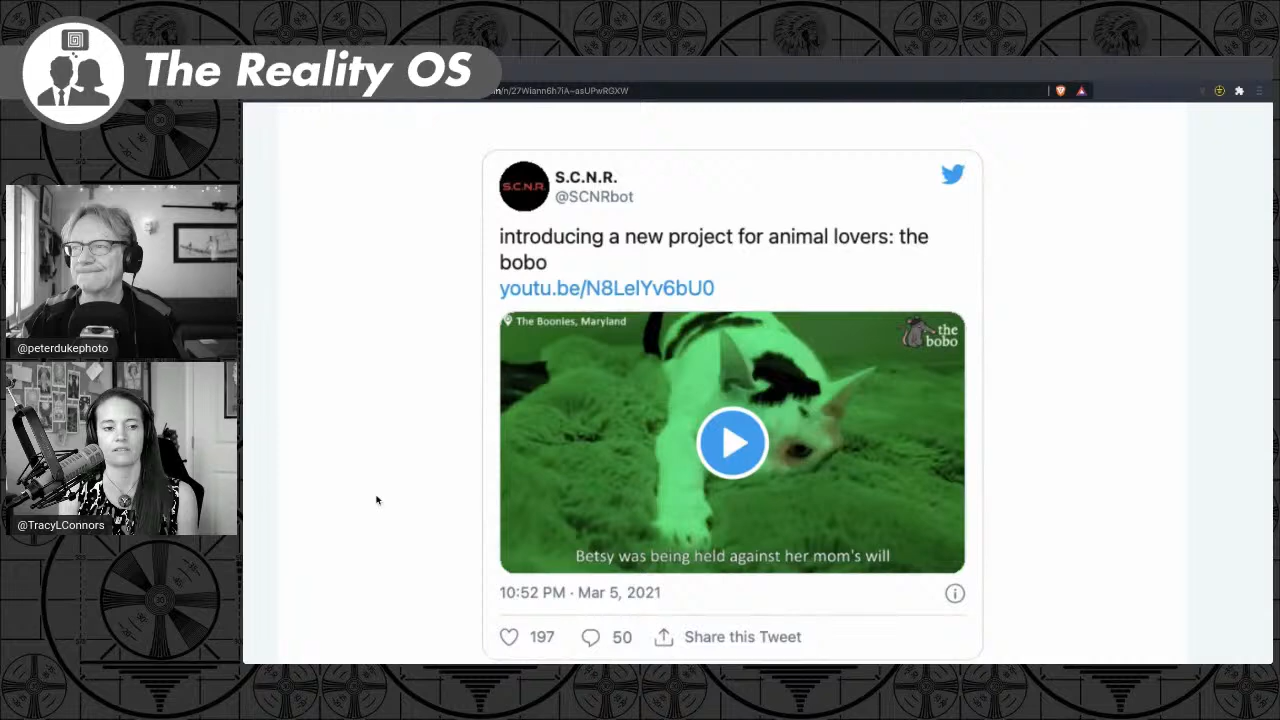 The Reality OS
n/n/27Wiann6h7iA-asUPwRGXW
S.C.N.R.
S.C.N.R.
@SCNRbot
introducing a new project for animal lovers: the
bobo
youtu.be/N8LelYv6bU0
The Boonies, Maryland
the
bobo
Betsy was being held against her mom's will
10:52 PM · Mar 5, 2021
197
50
Share this Tweet
@peterdukephoto
@TracyLConnors